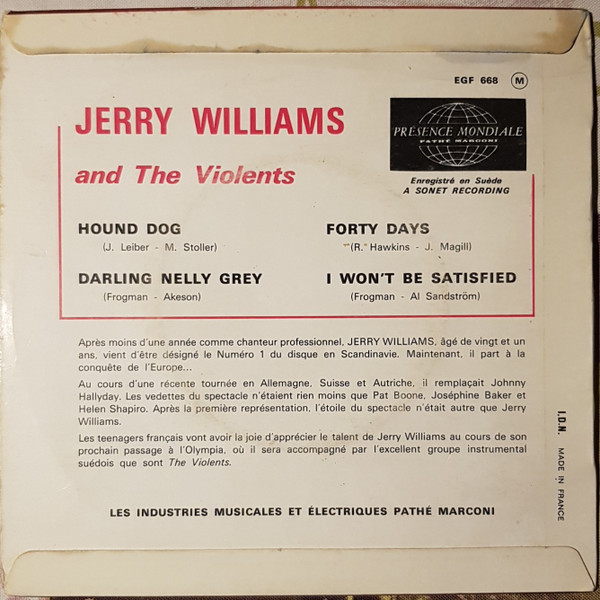 EGF 668 M
JERRY WILLIAMS
and The Violents
PRÉSENCE MONDIALE
PATHÉ MARCONI
Enregistré en Suède
A SONET RECORDING
HOUND DOG
(J. Leiber - M. Stoller)
FORTY DAYS
(R. Hawkins - J. Magill)
DARLING NELLY GREY
(Frogman - Akeson)
I WON'T BE SATISFIED
(Frogman - Al Sandström)
Après moins d'une année comme chanteur professionnel, JERRY WILLIAMS, âgé de vingt et un
ans, vient d'être désigné le Numéro 1 du disque en Scandinavie. Maintenant, il part à la
conquête de l'Europe...
Au cours d'une récente tournée en Allemagne, Suisse et Autriche, il remplaçait Johnny
Hallyday. Les vedettes du spectacle n'étaient rien moins que Pat Boone, Joséphine Baker et
Helen Shapiro. Après la première représentation, l'étoile du spectacle n'était autre que Jerry
Williams.
Les teenagers français vont avoir la joie d'apprécier le talent de Jerry Williams au cours de son
prochain passage à l'Olympia, où il sera accompagné par l'excellent groupe instrumental
suédois que sont The Violents.
I.D.N. MADE IN FRANCE
LES INDUSTRIES MUSICALES ET ÉLECTRIQUES PATHÉ MARCONI